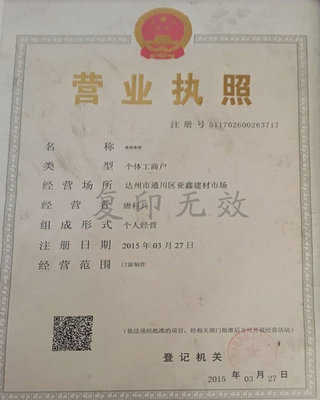 营业执照
注册号 511702600263717
名称 ****
类型 个体工商户
经营场所 达州市通川区亚鑫建材市场
经营者
组成形式 个人经营
注册日期 2015年03月27日
经营范围 门窗制作
复印无效
(依法须经批准的项目,经相关部门批准后方可开展经营活动)
登记机关
2015 年 03 月 27 日